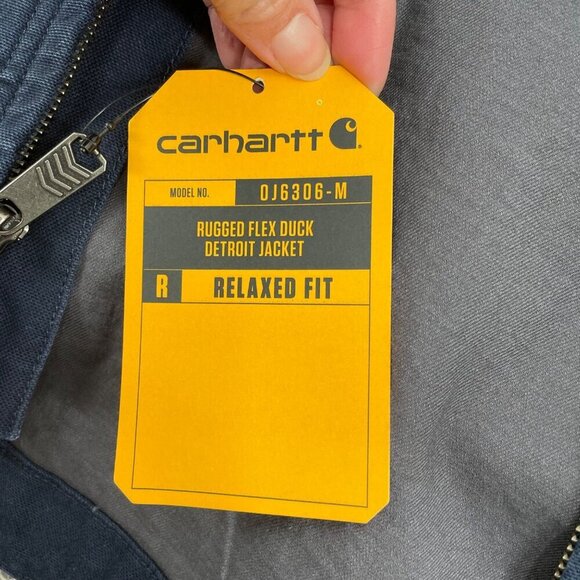 carhartt
MODEL NO. OJ6306-M
RUGGED FLEX DUCK
DETROIT JACKET
R RELAXED FIT